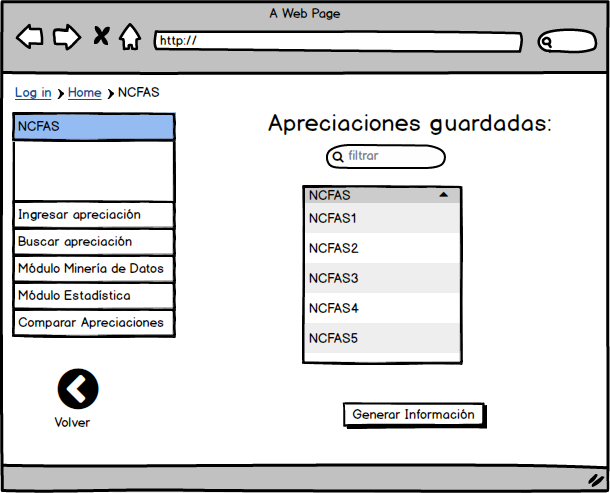 A Web Page
http://
Log in Home NCFAS
NCFAS
Ingresar apreciación
Buscar apreciación
Módulo Minería de Datos
Módulo Estadística
Comparar Apreciaciones
Volver
Apreciaciones guardadas:
filtrar
NCFAS
NCFAS1
NCFAS2
NCFAS3
NCFAS4
NCFAS5
Generar Información